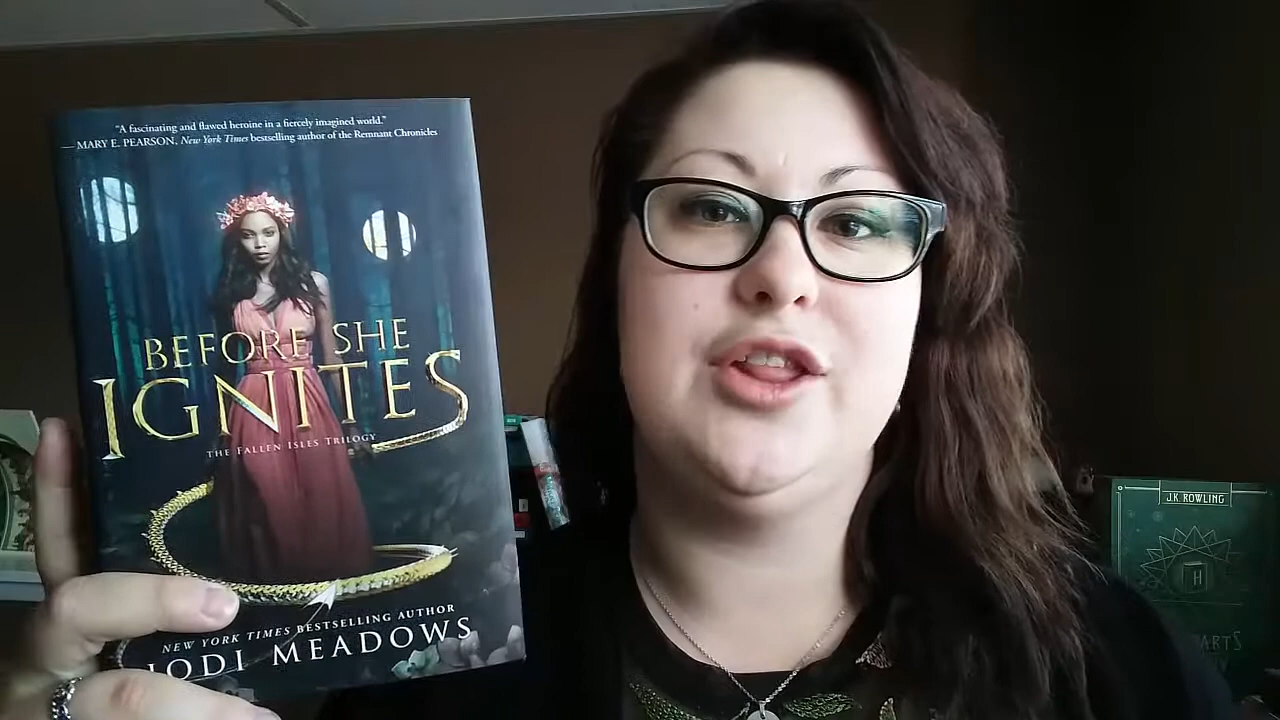 "A fascinating and flawed heroine in a fiercely imagined world."
— MARY E. PEARSON, New York Times bestselling author of the Remnant Chronicles
BEFORE SHE
IGNITES
THE FALLEN ISLES TRILOGY
NEW YORK TIMES BESTSELLING AUTHOR
JODI MEADOWS
J.K. ROWLING
H